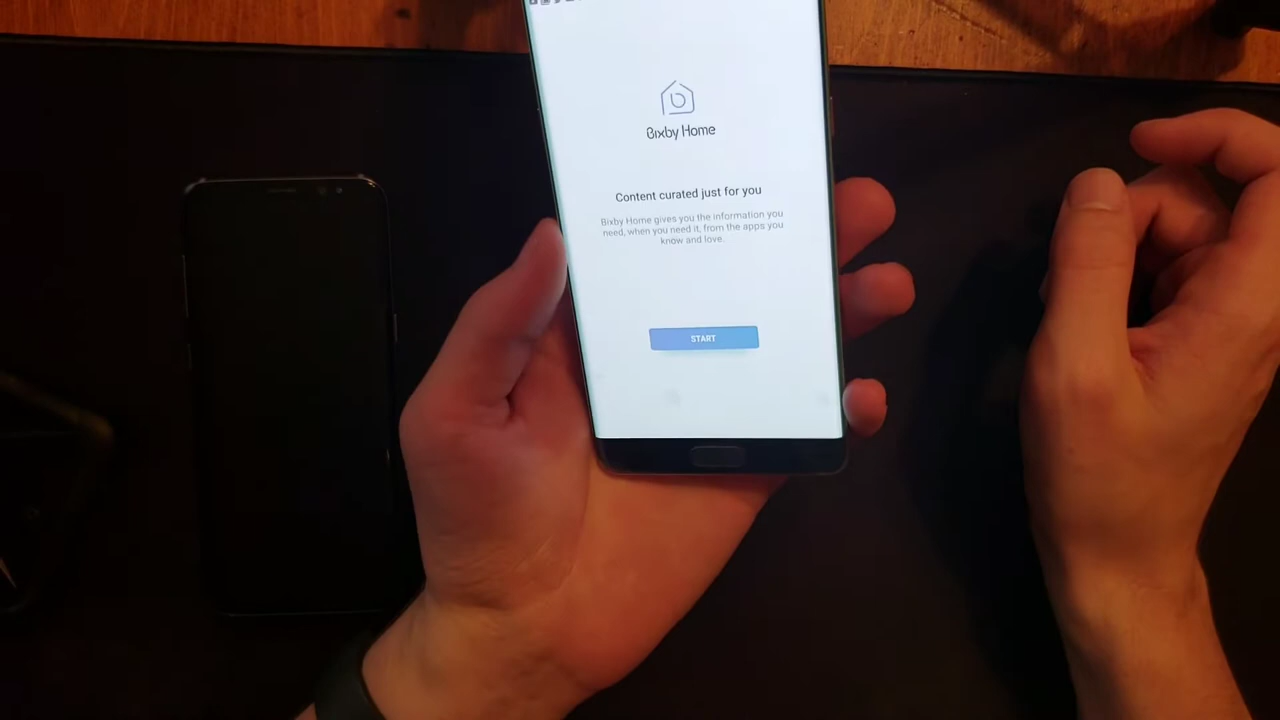 Bixby Home
Content curated just for you
Bixby Home gives you the information you
need, when you need it, from the apps you
know and love.
START